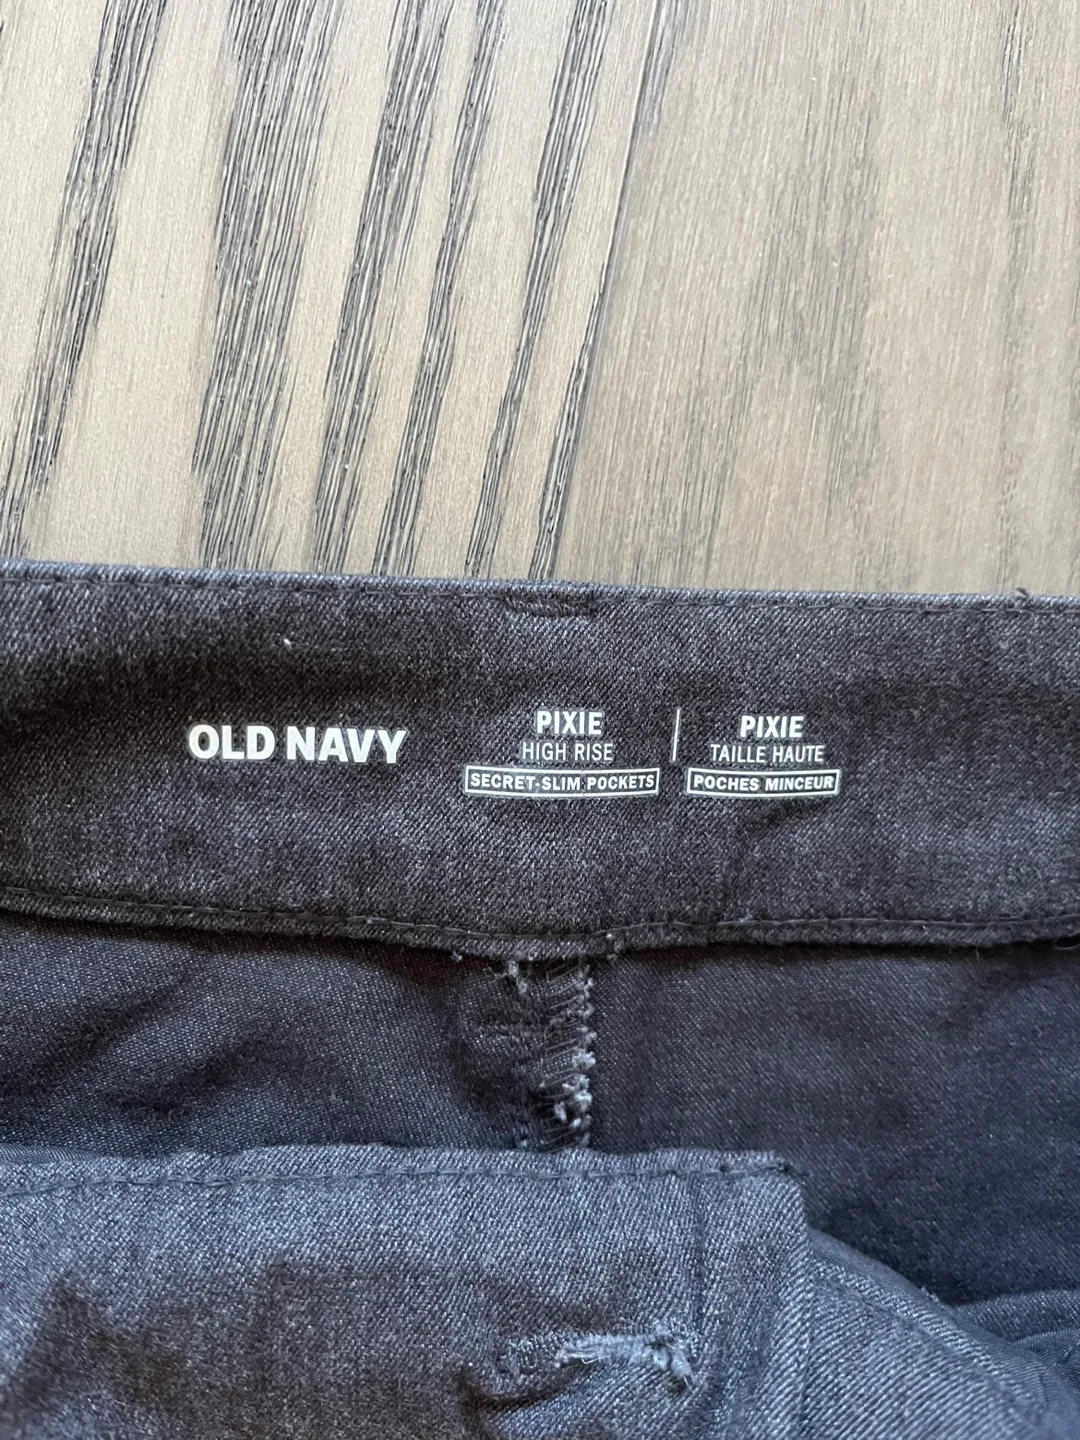 OLD NAVY
PIXIE
HIGH RISE
SECRET-SLIM POCKETS
PIXIE
TAILLE HAUTE
POCHES MINCEUR